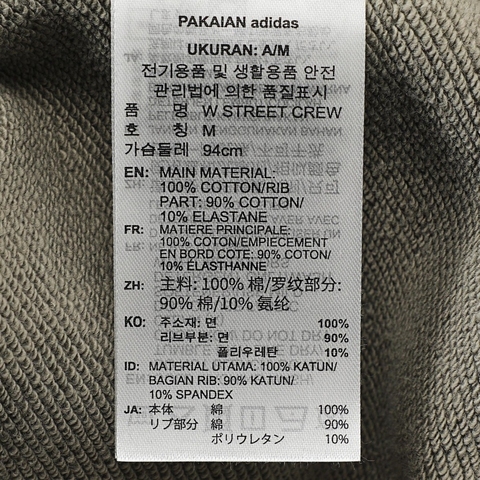 PAKAIAN adidas
UKURAN: A/M
전기용품 및 생활용품 안전
관리법에 의한 품질표시
품 명 W STREET CREW
호 칭 M
가슴둘레 94cm
EN: MAIN MATERIAL:
100% COTTON/RIB
PART: 90% COTTON/
10% ELASTANE
FR: MATIERE PRINCIPALE:
100% COTON/EMPIECEMENT
EN BORD COTE: 90% COTON/
10% ELASTHANNE
ZH: 主料: 100% 棉/罗纹部分:
90% 棉/10% 氨纶
KO: 주소재: 면 100%
리브부분: 면 90%
폴리우레탄 10%
ID: MATERIAL UTAMA: 100% KATUN/
BAGIAN RIB: 90% KATUN/
10% SPANDEX
JA: 本体 綿 100%
リブ部分 綿 90%
ポリウレタン 10%